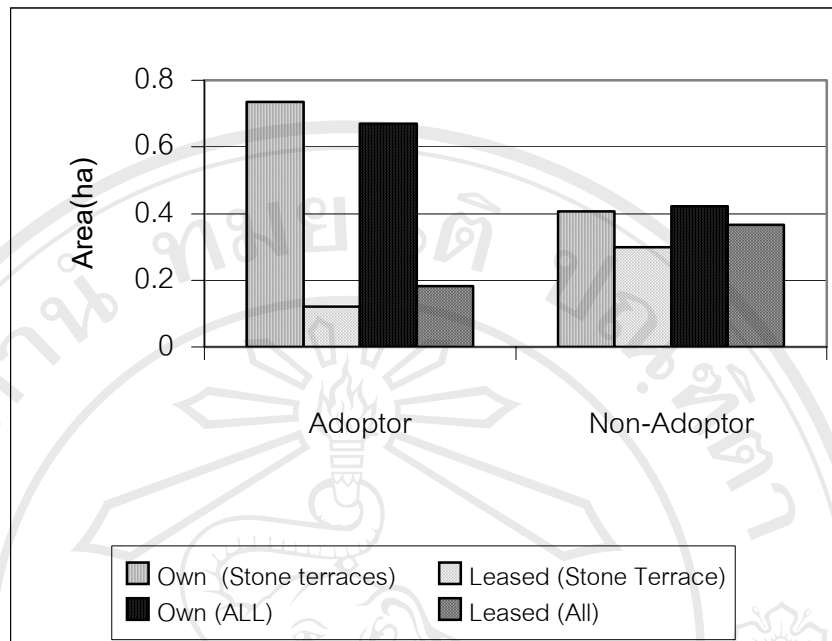 0.8
0.6
0.4
0.2
0
Area(ha)
Adoptor Non-Adoptor
Own (Stone terraces) Leased (Stone Terrace)
Own (ALL) Leased (All)